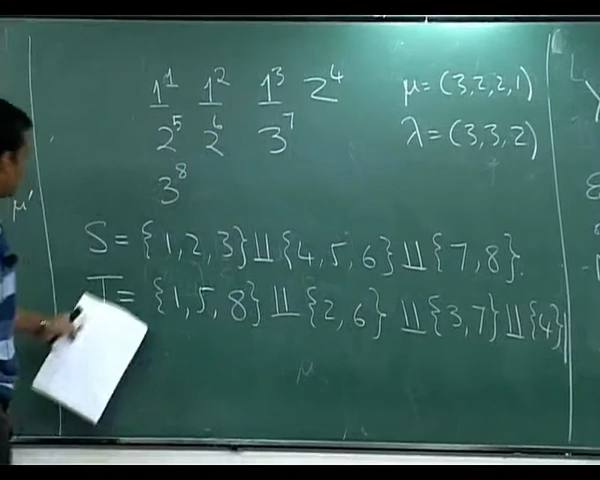 1¹ 1² 1³ 2⁴ μ = (3,2,2,1)
2⁵ 2⁶ 3⁷ λ = (3,3,2)
3⁸
μ'
S = {1,2,3} ⨿ {4,5,6} ⨿ {7,8}.
T = {1,5,8} ⨿ {2,6} ⨿ {3,7} ⨿ {4}
μ